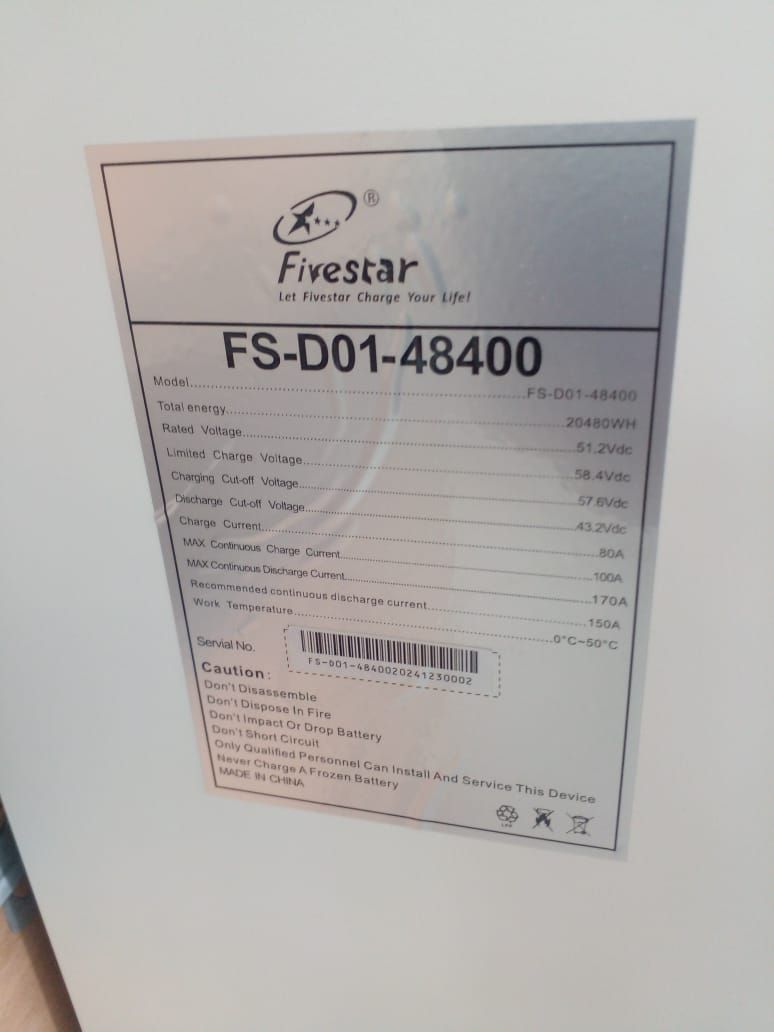 ®
Fivestar
Let Fivestar Charge Your Life!
FS-D01-48400
Model........FS-D01-48400
Total energy........20480WH
Rated Voltage........51.2Vdc
Limited Charge Voltage........58.4Vdc
Charging Cut-off Voltage........57.6Vdc
Discharge Cut-off Voltage........43.2Vdc
Charge Current........80A
MAX Continuous Charge Current........100A
MAX Continuous Discharge Current........170A
Recommended continuous discharge current........150A
Work Temperature........0°C~50°C
Servial No.
FS-D01-4840020241230002
Caution:
Don't Disassemble
Don't Dispose In Fire
Don't Impact Or Drop Battery
Don't Short Circuit
Only Qualified Personnel Can Install And Service This Device
Never Charge A Frozen Battery
MADE IN CHINA